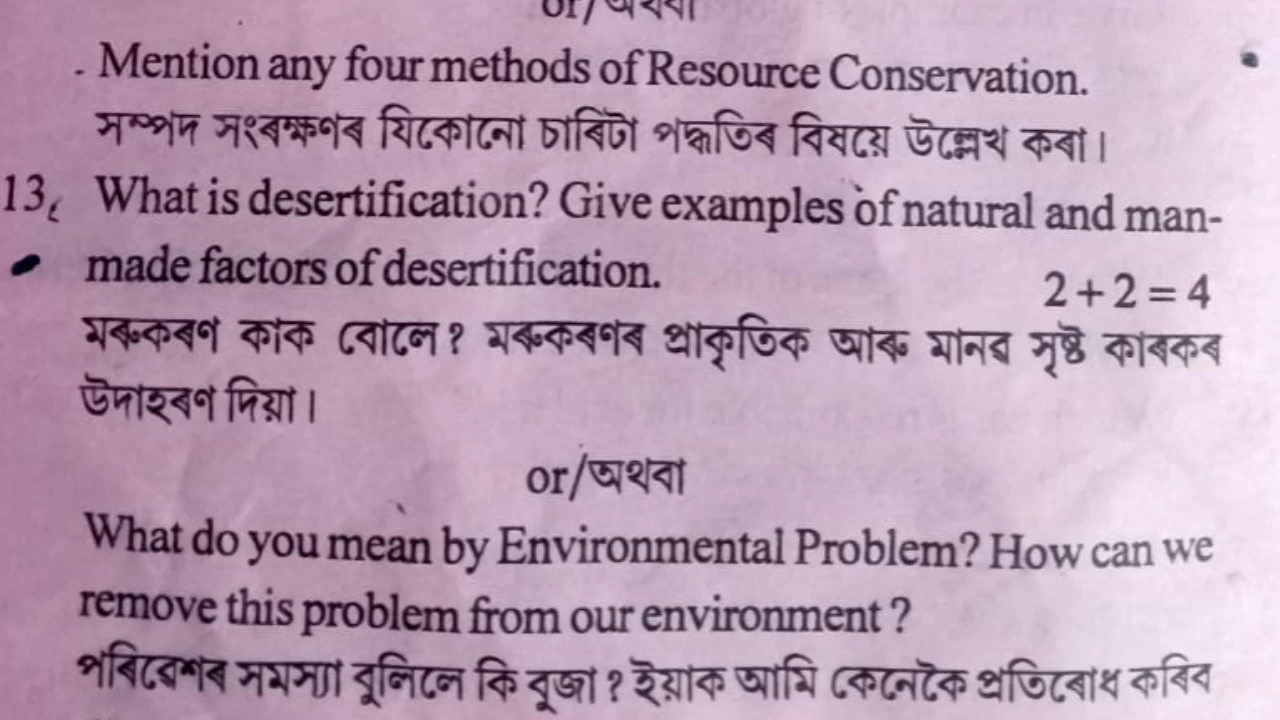 or/অথবা
Mention any four methods of Resource Conservation.
সম্পদ সংৰক্ষণৰ যিকোনো চাৰিটা পদ্ধতিৰ বিষয়ে উল্লেখ কৰা।
13. What is desertification? Give examples of natural and man-
made factors of desertification.
2+2=4
মৰুকৰণ কাক বোলে? মৰুকৰণৰ প্ৰাকৃতিক আৰু মানৱ সৃষ্ট কাৰকৰ
উদাহৰণ দিয়া।
or/অথবা
What do you mean by Environmental Problem? How can we
remove this problem from our environment ?
পৰিৱেশৰ সমস্যা বুলিলে কি বুজা? ইয়াক আমি কেনেকৈ প্ৰতিৰোধ কৰিব